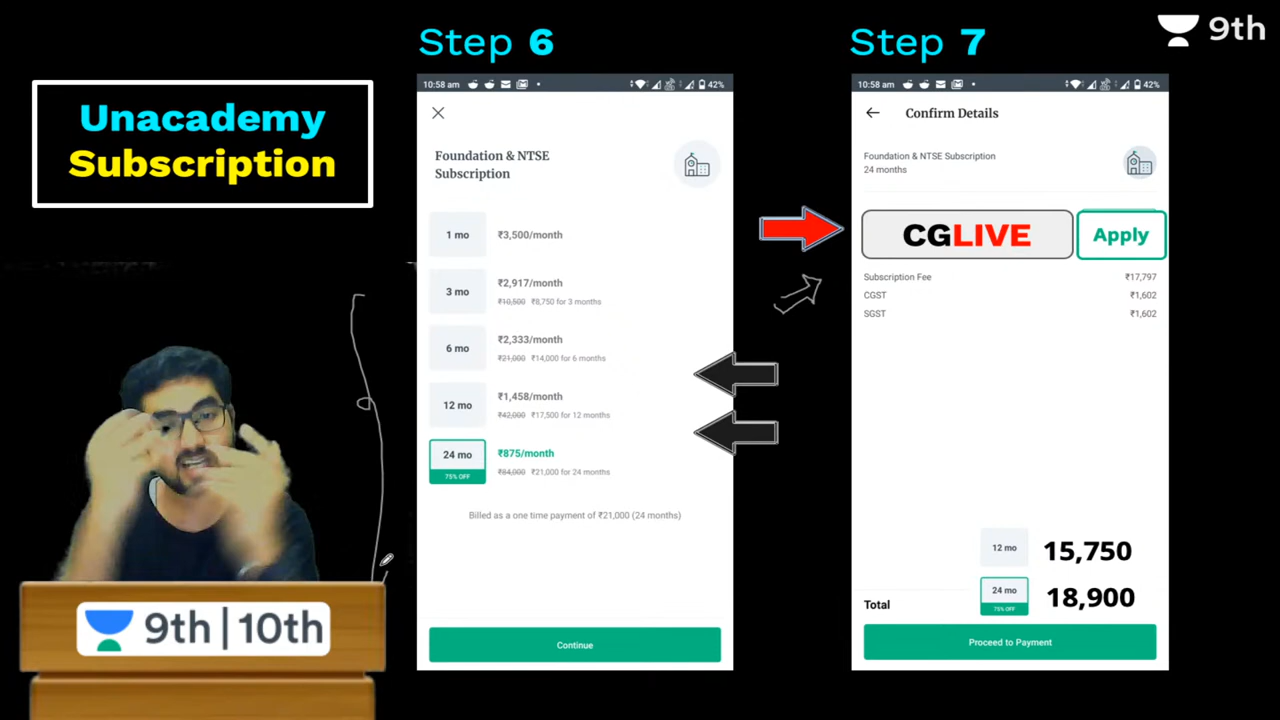 Step 6
Step 7
9th
Unacademy
Subscription
9th|10th
10:58 am
42%
Foundation & NTSE
Subscription
1 mo
₹3,500/month
3 mo
₹2,917/month
₹10,500 ₹8,750 for 3 months
6 mo
₹2,333/month
₹21,000 ₹14,000 for 6 months
12 mo
₹1,458/month
₹42,000 ₹17,500 for 12 months
24 mo
75% OFF
₹875/month
₹84,000 ₹21,000 for 24 months
Billed as a one time payment of ₹21,000 (24 months)
Continue
10:58 am
42%
Confirm Details
Foundation & NTSE Subscription
24 months
CGLIVE
Apply
Subscription Fee ₹17,797
CGST ₹1,602
SGST ₹1,602
12 mo 15,750
24 mo 18,900
75% OFF
Total
Proceed to Payment